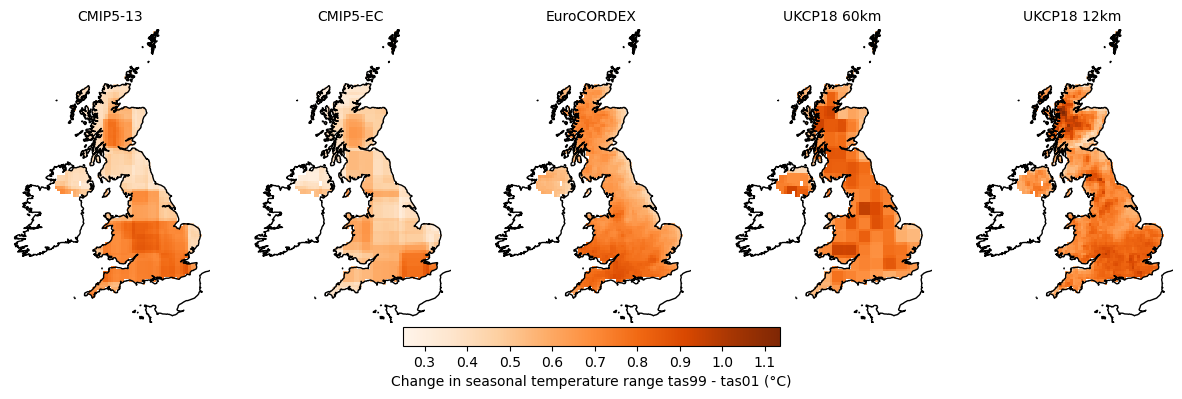 CMIP5-13 CMIP5-EC EuroCORDEX UKCP18 60km UKCP18 12km
0.3 0.4 0.5 0.6 0.7 0.8 0.9 1.0 1.1
Change in seasonal temperature range tas99 - tas01 (°C)